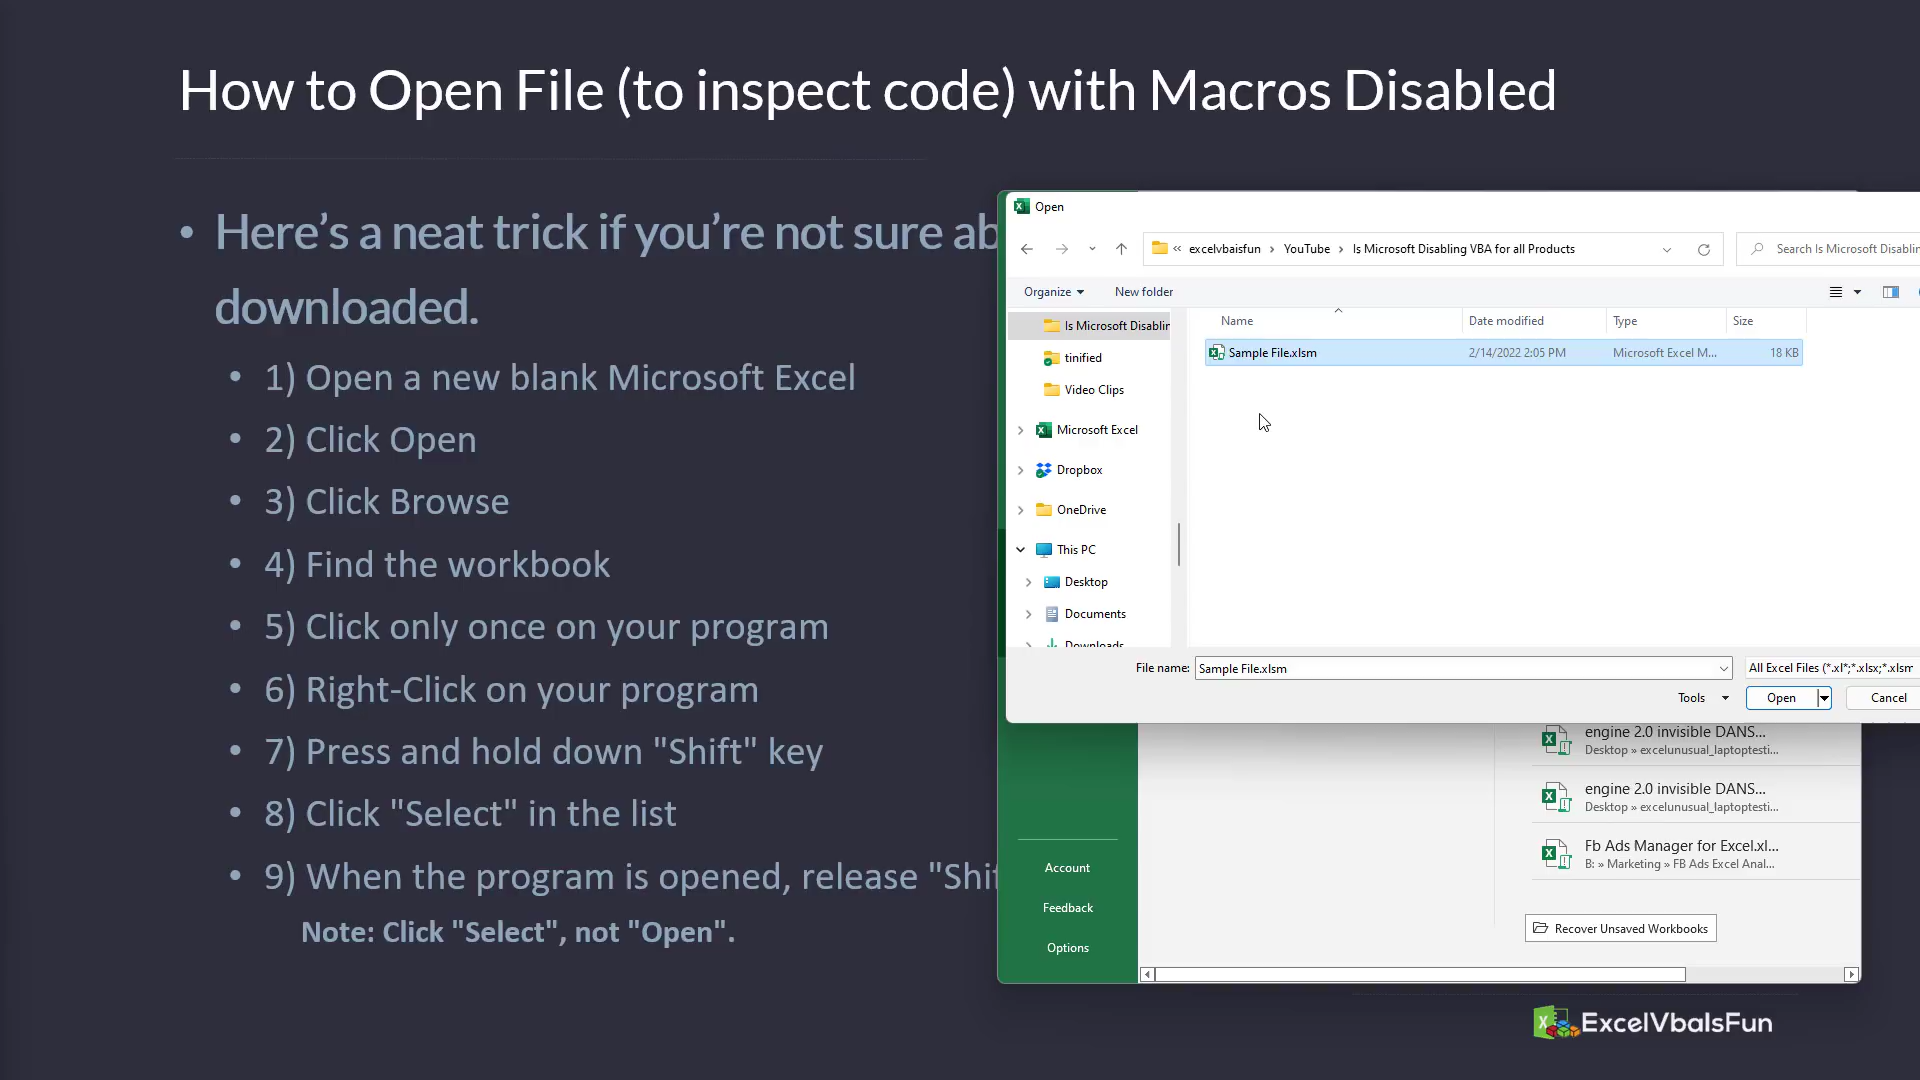 How to Open File (to inspect code) with Macros Disabled
• Here's a neat trick if you're not sure ab
downloaded.
• 1) Open a new blank Microsoft Excel
• 2) Click Open
• 3) Click Browse
• 4) Find the workbook
• 5) Click only once on your program
• 6) Right-Click on your program
• 7) Press and hold down "Shift" key
• 8) Click "Select" in the list
• 9) When the program is opened, release "Shif
Note: Click "Select", not "Open".
Open
« excelvbaisfun › YouTube › Is Microsoft Disabling VBA for all Products
Search Is Microsoft Disablin
Organize
New folder
Is Microsoft Disablin
tinified
Video Clips
Microsoft Excel
Dropbox
OneDrive
This PC
Desktop
Documents
Downloads
Name Date modified Type Size
Sample File.xlsm 2/14/2022 2:05 PM Microsoft Excel M... 18 KB
File name: Sample File.xlsm All Excel Files (*.xl*;*.xlsx;*.xlsm
Tools Open Cancel
engine 2.0 invisible DANS...
Desktop » excelunusual_laptoptesti...
engine 2.0 invisible DANS...
Desktop » excelunusual_laptoptesti...
Fb Ads Manager for Excel.xl...
B: » Marketing » FB Ads Excel Anal...
Recover Unsaved Workbooks
Account
Feedback
Options
ExcelVbaIsFun